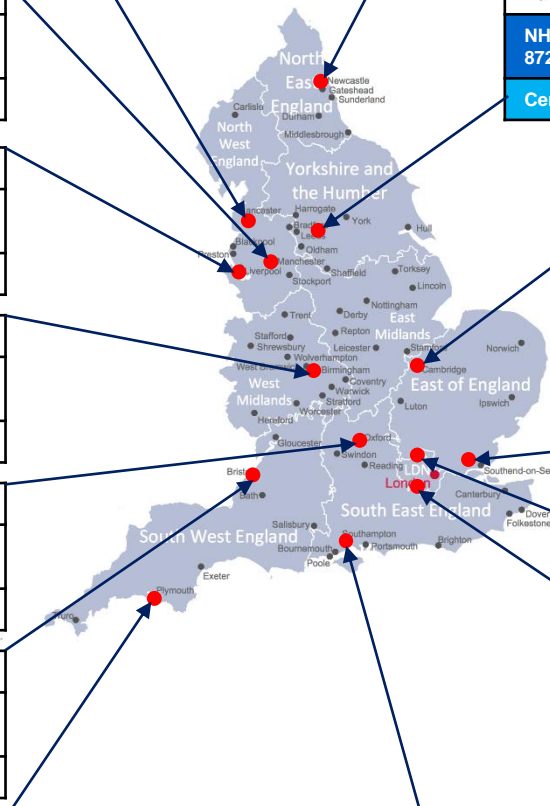 NH
872
Cer
North
East
England
Newcastle
Gateshead
Sunderland
Carlisle
Durham
North
West
England
Middlesbrough
Yorkshire and
the Humber
Lancaster
Harrogate
York
Hull
Leeds
Blackpool
Oldham
Preston
Manchester
Liverpool
Stockport
Sheffield
Torksey
Lincoln
Nottingham
Trent
Derby
East
Midlands
Stafford
Repton
Shrewsbury
Leicester
Stamford
Norwich
Wolverhampton
Birmingham
Cambridge
West
Midlands
Coventry
Warwick
Stratford
Worcester
East of England
Ipswich
Luton
Hereford
Gloucester
Oxford
Swindon
Reading
LDN
London
Southend-on-Se
Bristol
Bath
Canterbury
South East England
Dover
Folkestone
Salisbury
South West England
Southampton
Bournemouth
Portsmouth
Brighton
Poole
Exeter
Plymouth
Truro